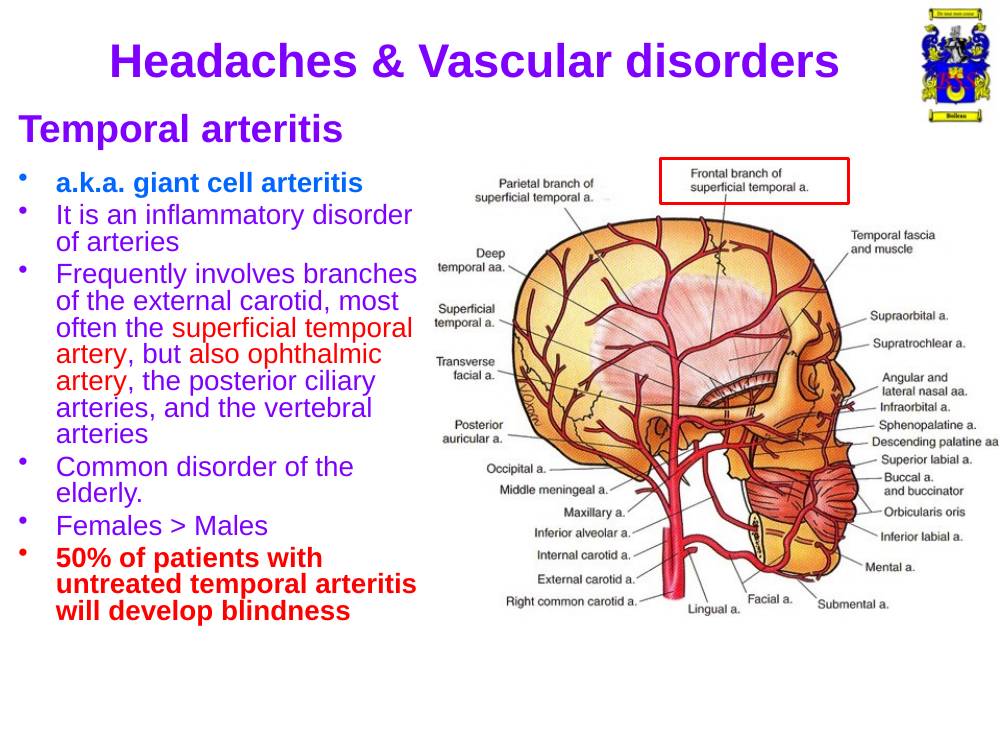 Headaches & Vascular disorders
Temporal arteritis
• a.k.a. giant cell arteritis
• It is an inflammatory disorder
of arteries
• Frequently involves branches
of the external carotid, most
often the superficial temporal
artery, but also ophthalmic
artery, the posterior ciliary
arteries, and the vertebral
arteries
• Common disorder of the
elderly.
• Females > Males
• 50% of patients with
untreated temporal arteritis
will develop blindness
Parietal branch of
superficial temporal a.
Frontal branch of
superficial temporal a.
Deep
temporal aa.
Superficial
temporal a.
Transverse
facial a.
Posterior
auricular a.
Occipital a.
Middle meningeal a.
Maxillary a.
Inferior alveolar a.
Internal carotid a.
External carotid a.
Right common carotid a.
Temporal fascia
and muscle
Supraorbital a.
Supratrochlear a.
Angular and
lateral nasal aa.
Infraorbital a.
Sphenopalatine a.
Descending palatine aa
Superior labial a.
Buccal a.
and buccinator
Orbicularis oris
Inferior labial a.
Mental a.
Submental a.
Facial a.
Lingual a.
Boileau